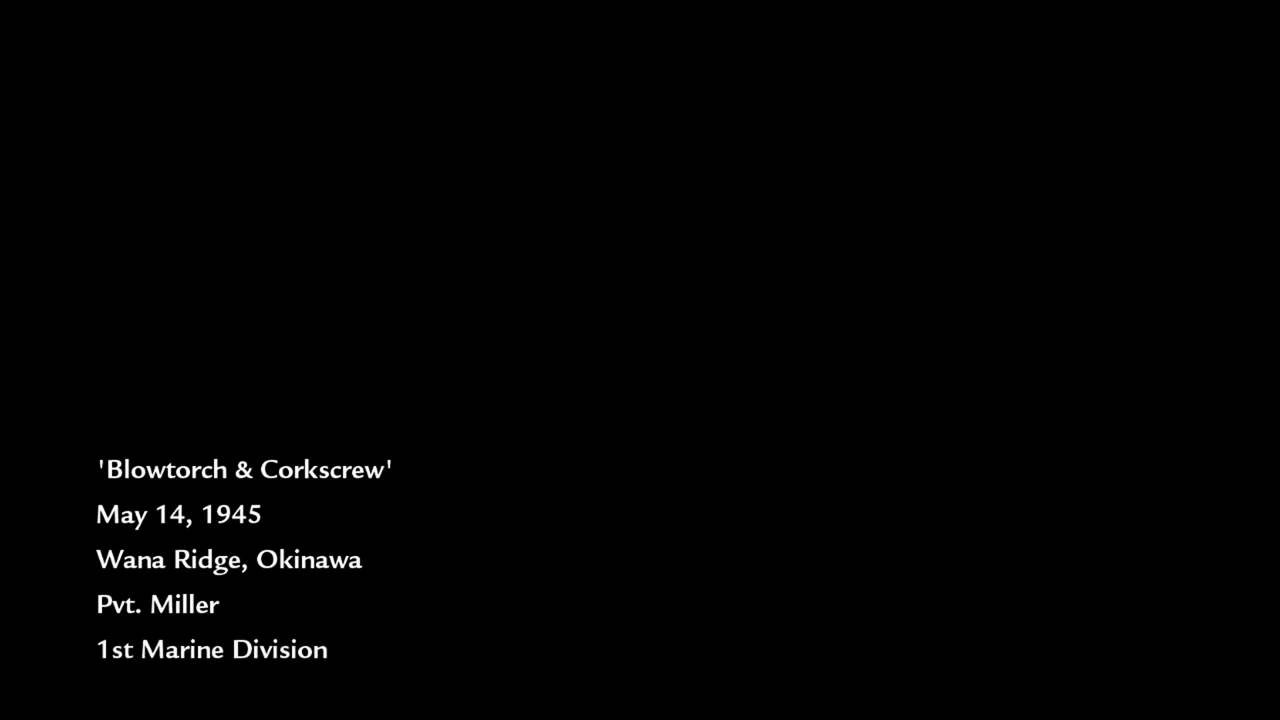 'Blowtorch & Corkscrew'
May 14, 1945
Wana Ridge, Okinawa
Pvt. Miller
1st Marine Division